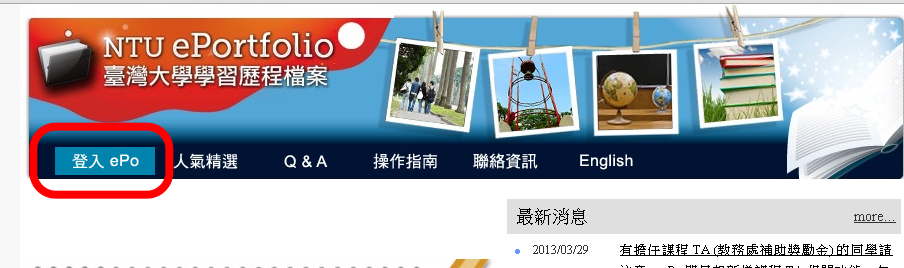 NTU ePortfolio
臺灣大學學習歷程檔案
登入 ePo 人氣精選 Q & A 操作指南 聯絡資訊 English
最新消息 more...
2013/03/29 有擔任課程 TA (教務處補助獎勵金) 的同學請